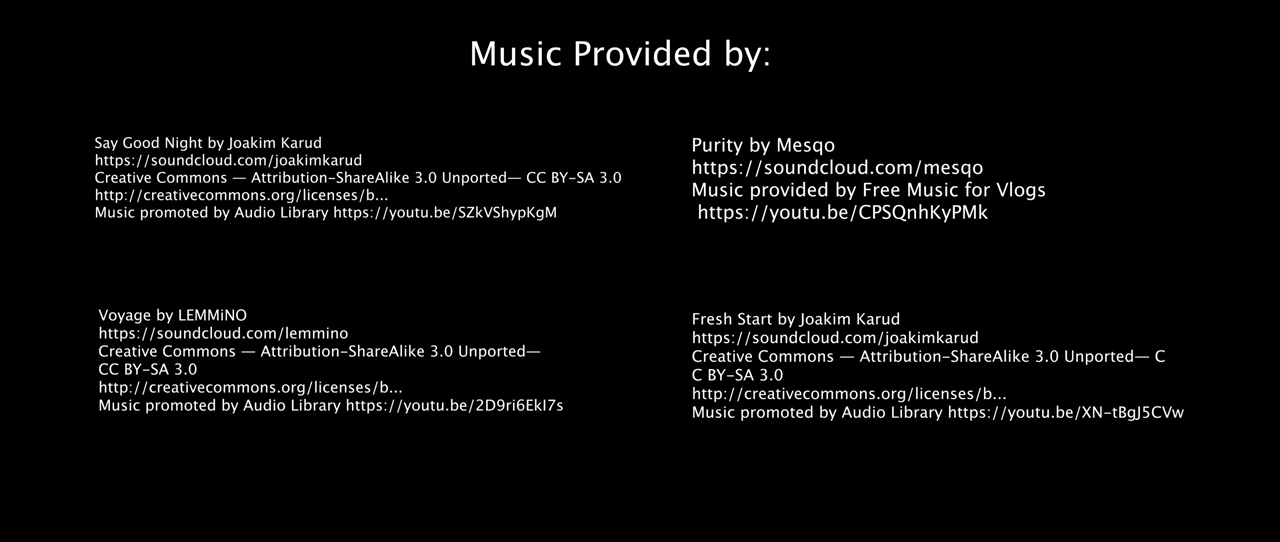 Music Provided by:
Say Good Night by Joakim Karud
https://soundcloud.com/joakimkarud
Creative Commons — Attribution-ShareAlike 3.0 Unported— CC BY-SA 3.0
http://creativecommons.org/licenses/b...
Music promoted by Audio Library https://youtu.be/SZkVShypKgM
Purity by Mesqo
https://soundcloud.com/mesqo
Music provided by Free Music for Vlogs
https://youtu.be/CPSQnhKyPMk
Voyage by LEMMiNO
https://soundcloud.com/lemmino
Creative Commons — Attribution-ShareAlike 3.0 Unported—
CC BY-SA 3.0
http://creativecommons.org/licenses/b...
Music promoted by Audio Library https://youtu.be/2D9ri6EkI7s
Fresh Start by Joakim Karud
https://soundcloud.com/joakimkarud
Creative Commons — Attribution-ShareAlike 3.0 Unported— C
C BY-SA 3.0
http://creativecommons.org/licenses/b...
Music promoted by Audio Library https://youtu.be/XN-tBgJ5CVw